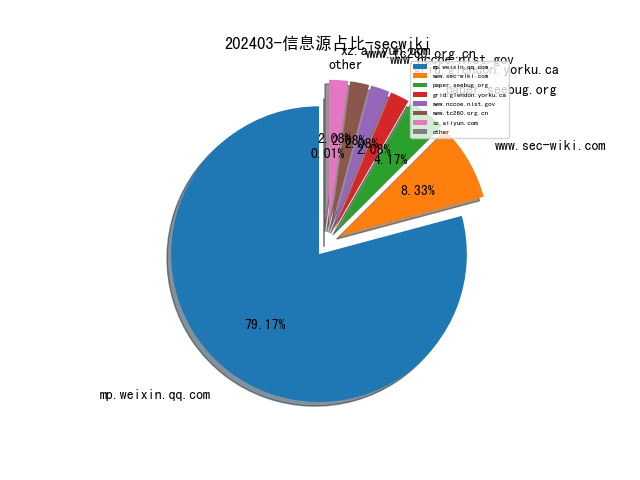 202403-信息源占比-secwiki
xz.aliyun.com
www.tc260.org.cn
www.nccoe.nist.gov
other
grid.glendon.yorku.ca
paper.seebug.org
mp.weixin.qq.com
www.sec-wiki.com
paper.seebug.org
grid.glendon.yorku.ca
www.nccoe.nist.gov
www.tc260.org.cn
xz.aliyun.com
other
www.sec-wiki.com
2.08%
2.08%
2.08%
2.08%
0.01%
4.17%
8.33%
79.17%
mp.weixin.qq.com